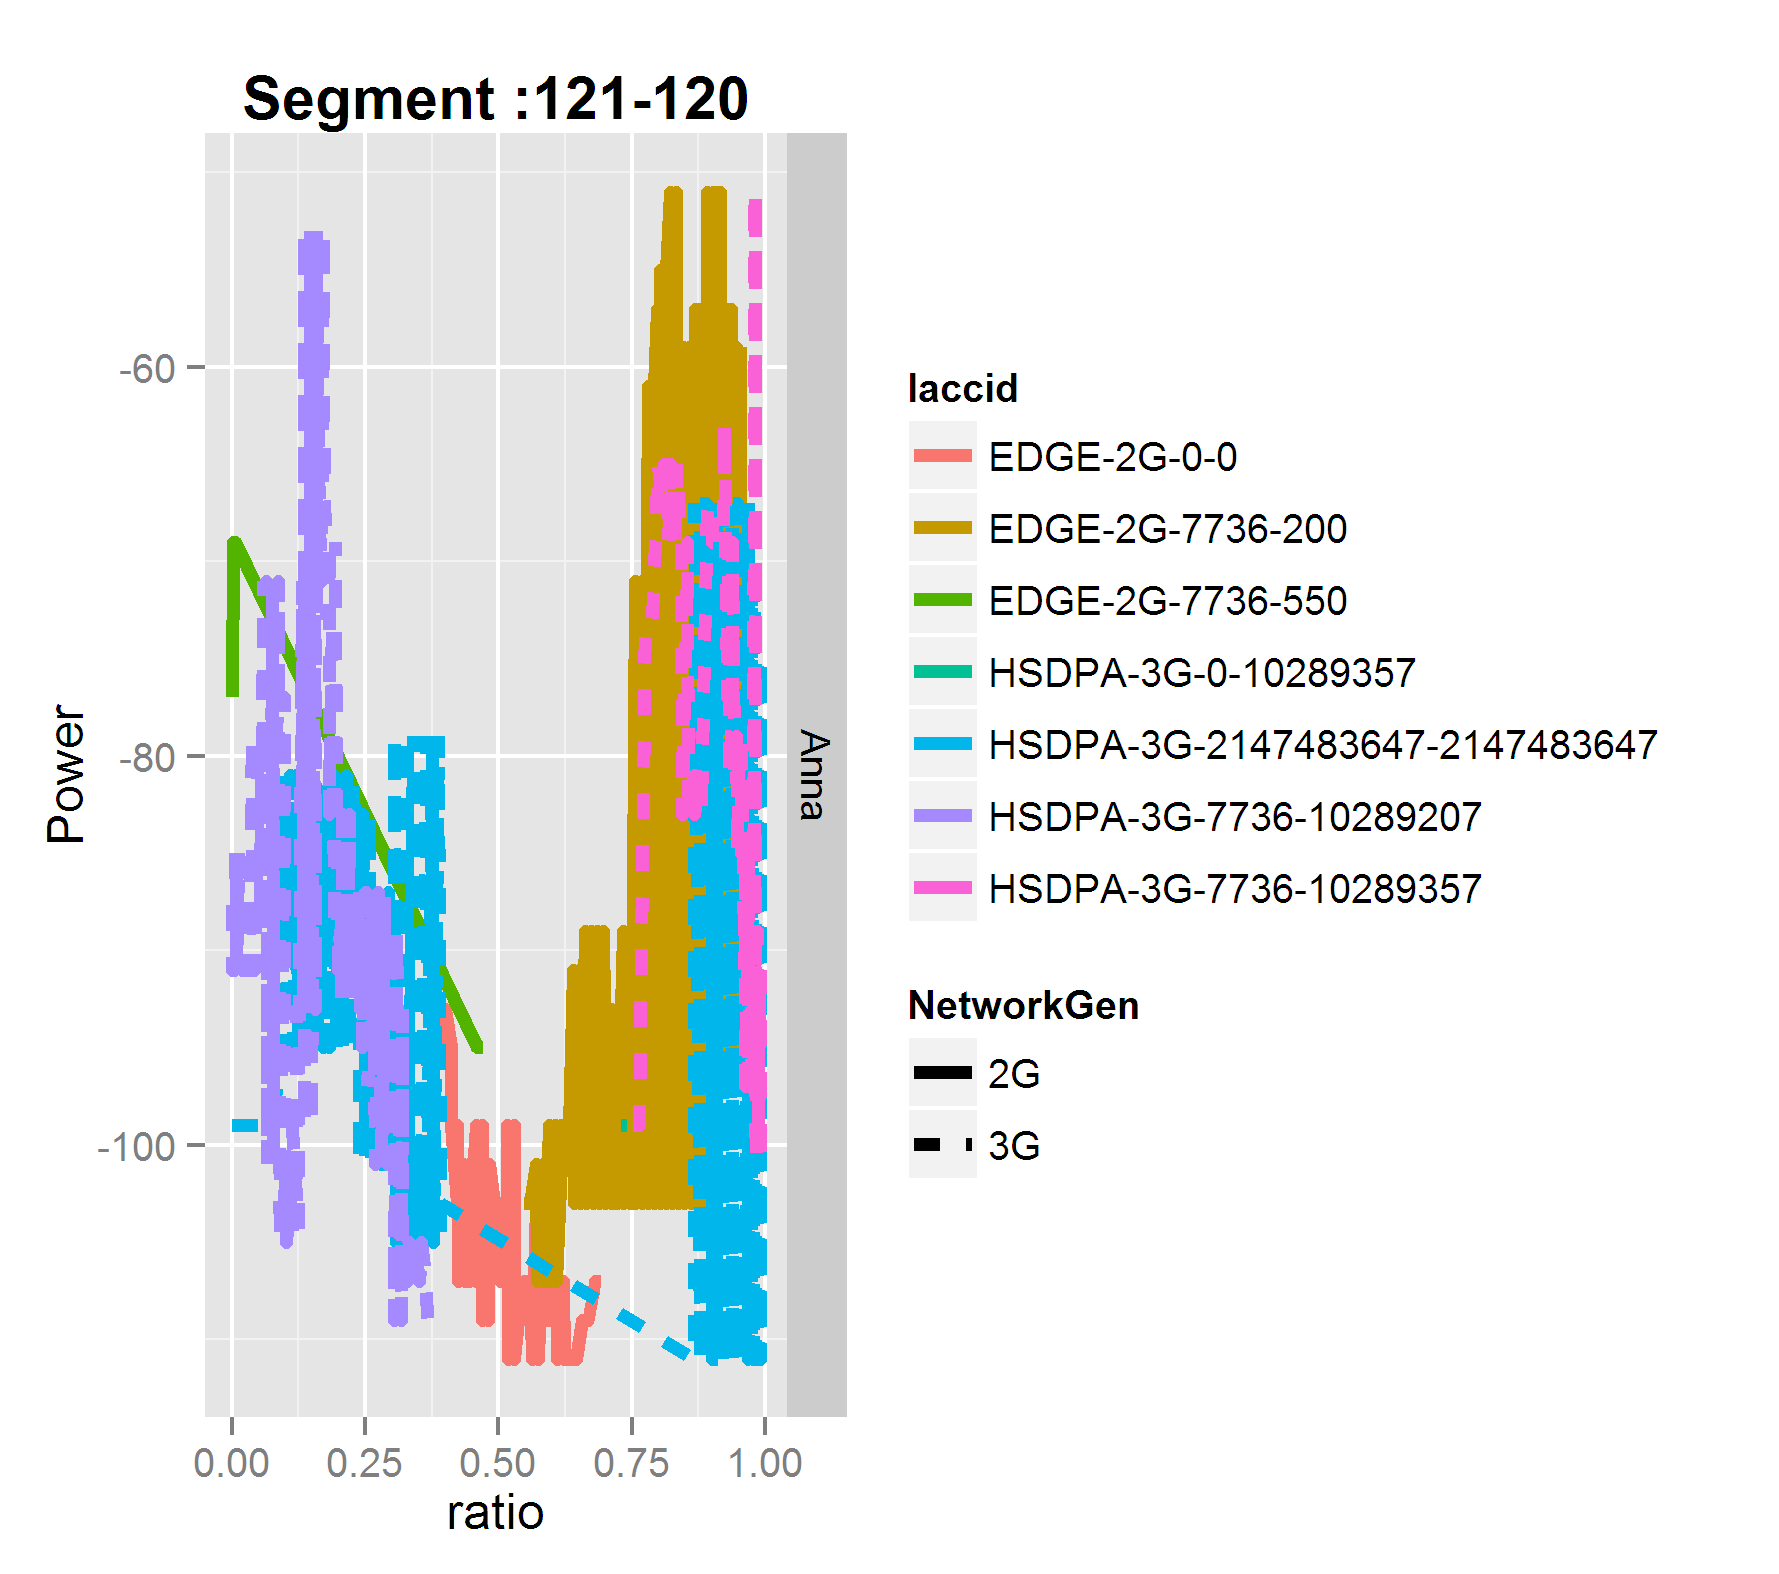 Segment :121-120
Power
-60
-80
-100
0.00 0.25 0.50 0.75 1.00
ratio
Anna
laccid
EDGE-2G-0-0
EDGE-2G-7736-200
EDGE-2G-7736-550
HSDPA-3G-0-10289357
HSDPA-3G-2147483647-2147483647
HSDPA-3G-7736-10289207
HSDPA-3G-7736-10289357
NetworkGen
2G
3G